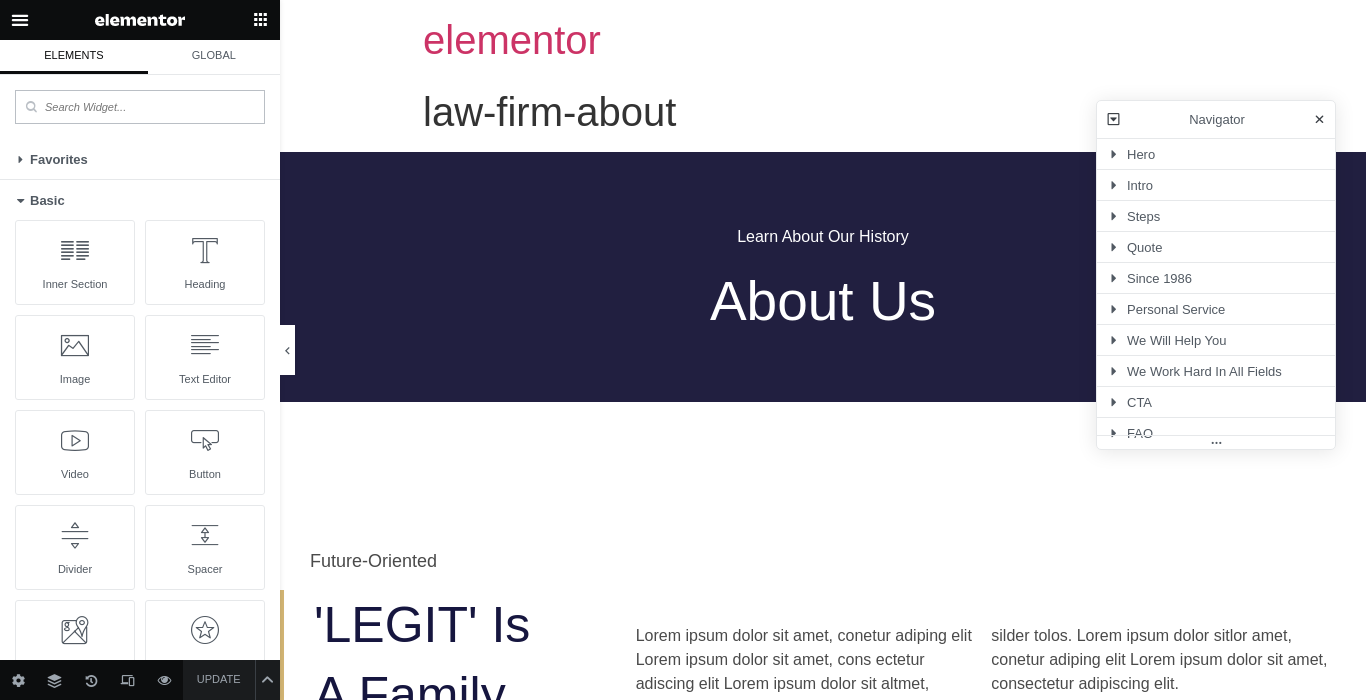 elementor
ELEMENTS GLOBAL
Search Widget...
Favorites
Basic
Inner Section Heading
Image Text Editor
Video Button
Divider Spacer
UPDATE
elementor
law-firm-about
Learn About Our History
About Us
Future-Oriented
'LEGIT' Is
A Family
Lorem ipsum dolor sit amet, conetur adiping elit
Lorem ipsum dolor sit amet, cons ectetur
adiscing elit Lorem ipsum dolor sit altmet,
silder tolos. Lorem ipsum dolor sitlor amet,
conetur adiping elit Lorem ipsum dolor sit amet,
consectetur adipiscing elit.
Navigator
Hero
Intro
Steps
Quote
Since 1986
Personal Service
We Will Help You
We Work Hard In All Fields
CTA
FAQ
...